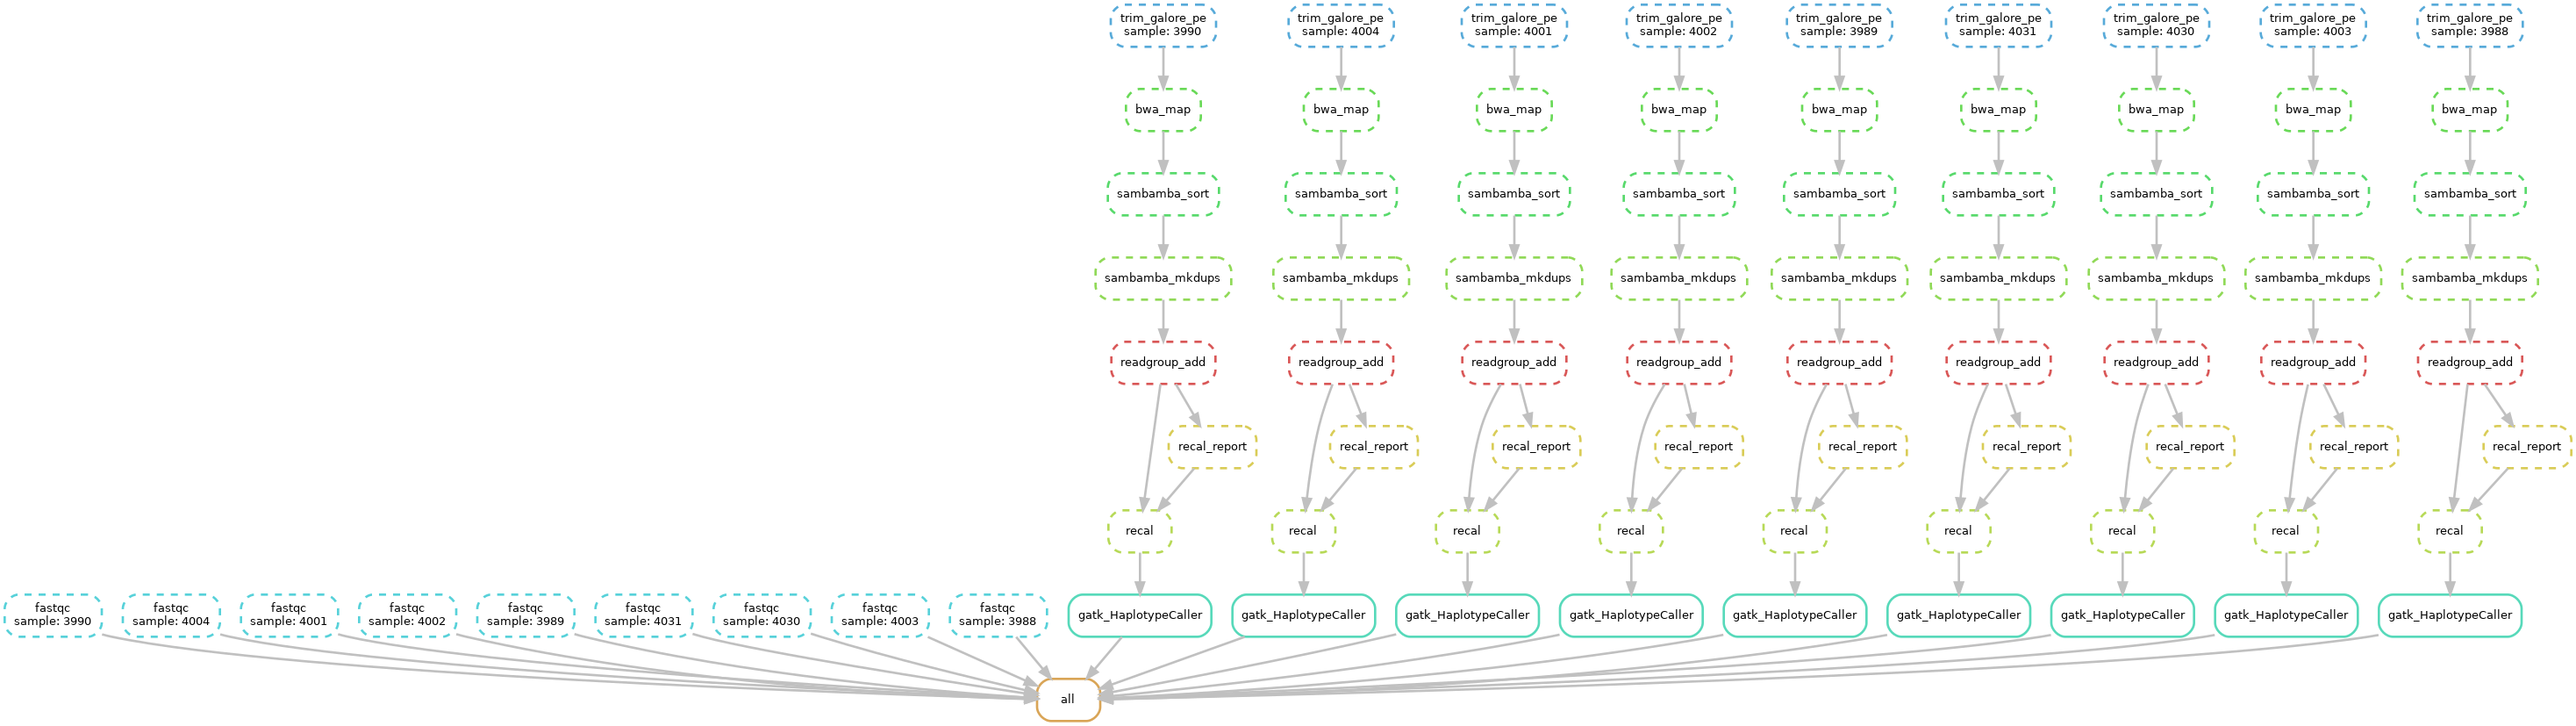 trim_galore_pe
sample: 3990
trim_galore_pe
sample: 4004
trim_galore_pe
sample: 4001
trim_galore_pe
sample: 4002
trim_galore_pe
sample: 3989
trim_galore_pe
sample: 4031
trim_galore_pe
sample: 4030
trim_galore_pe
sample: 4003
trim_galore_pe
sample: 3988
bwa_map
bwa_map
bwa_map
bwa_map
bwa_map
bwa_map
bwa_map
bwa_map
bwa_map
sambamba_sort
sambamba_sort
sambamba_sort
sambamba_sort
sambamba_sort
sambamba_sort
sambamba_sort
sambamba_sort
sambamba_sort
sambamba_mkdups
sambamba_mkdups
sambamba_mkdups
sambamba_mkdups
sambamba_mkdups
sambamba_mkdups
sambamba_mkdups
sambamba_mkdups
sambamba_mkdups
readgroup_add
readgroup_add
readgroup_add
readgroup_add
readgroup_add
readgroup_add
readgroup_add
readgroup_add
readgroup_add
recal_report
recal_report
recal_report
recal_report
recal_report
recal_report
recal_report
recal_report
recal_report
recal
recal
recal
recal
recal
recal
recal
recal
recal
fastqc
sample: 3990
fastqc
sample: 4004
fastqc
sample: 4001
fastqc
sample: 4002
fastqc
sample: 3989
fastqc
sample: 4031
fastqc
sample: 4030
fastqc
sample: 4003
fastqc
sample: 3988
gatk_HaplotypeCaller
gatk_HaplotypeCaller
gatk_HaplotypeCaller
gatk_HaplotypeCaller
gatk_HaplotypeCaller
gatk_HaplotypeCaller
gatk_HaplotypeCaller
gatk_HaplotypeCaller
gatk_HaplotypeCaller
all